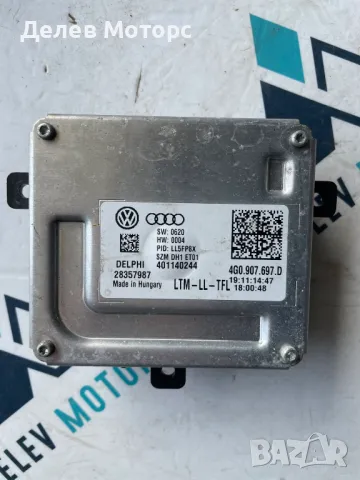 Делев Моторс
SW: 0620
HW: 0004
PID: LL5FP8X
SZM DH1 ET01
DELPHI 401140244
28357987
Made in Hungary
LTM-LL-TFL
4G0.907.697.D
19:11:14:47
18:00:48
ELEV MOTOR
bazar